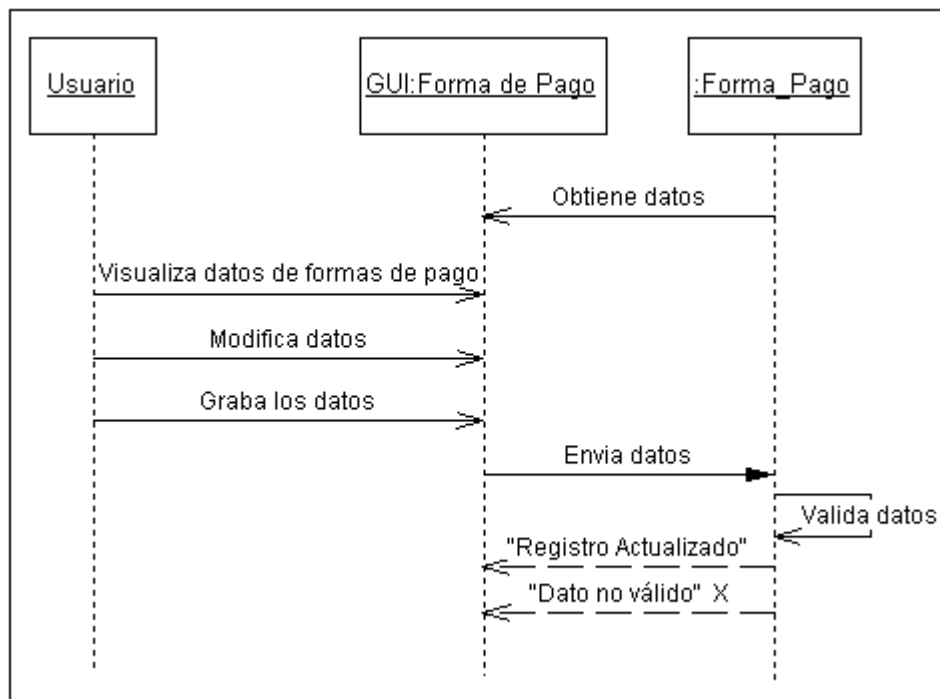 Usuario
GUI:Forma de Pago
:Forma_Pago
Obtiene datos
Visualiza datos de formas de pago
Modifica datos
Graba los datos
Envia datos
Valida datos
"Registro Actualizado"
"Dato no válido" X